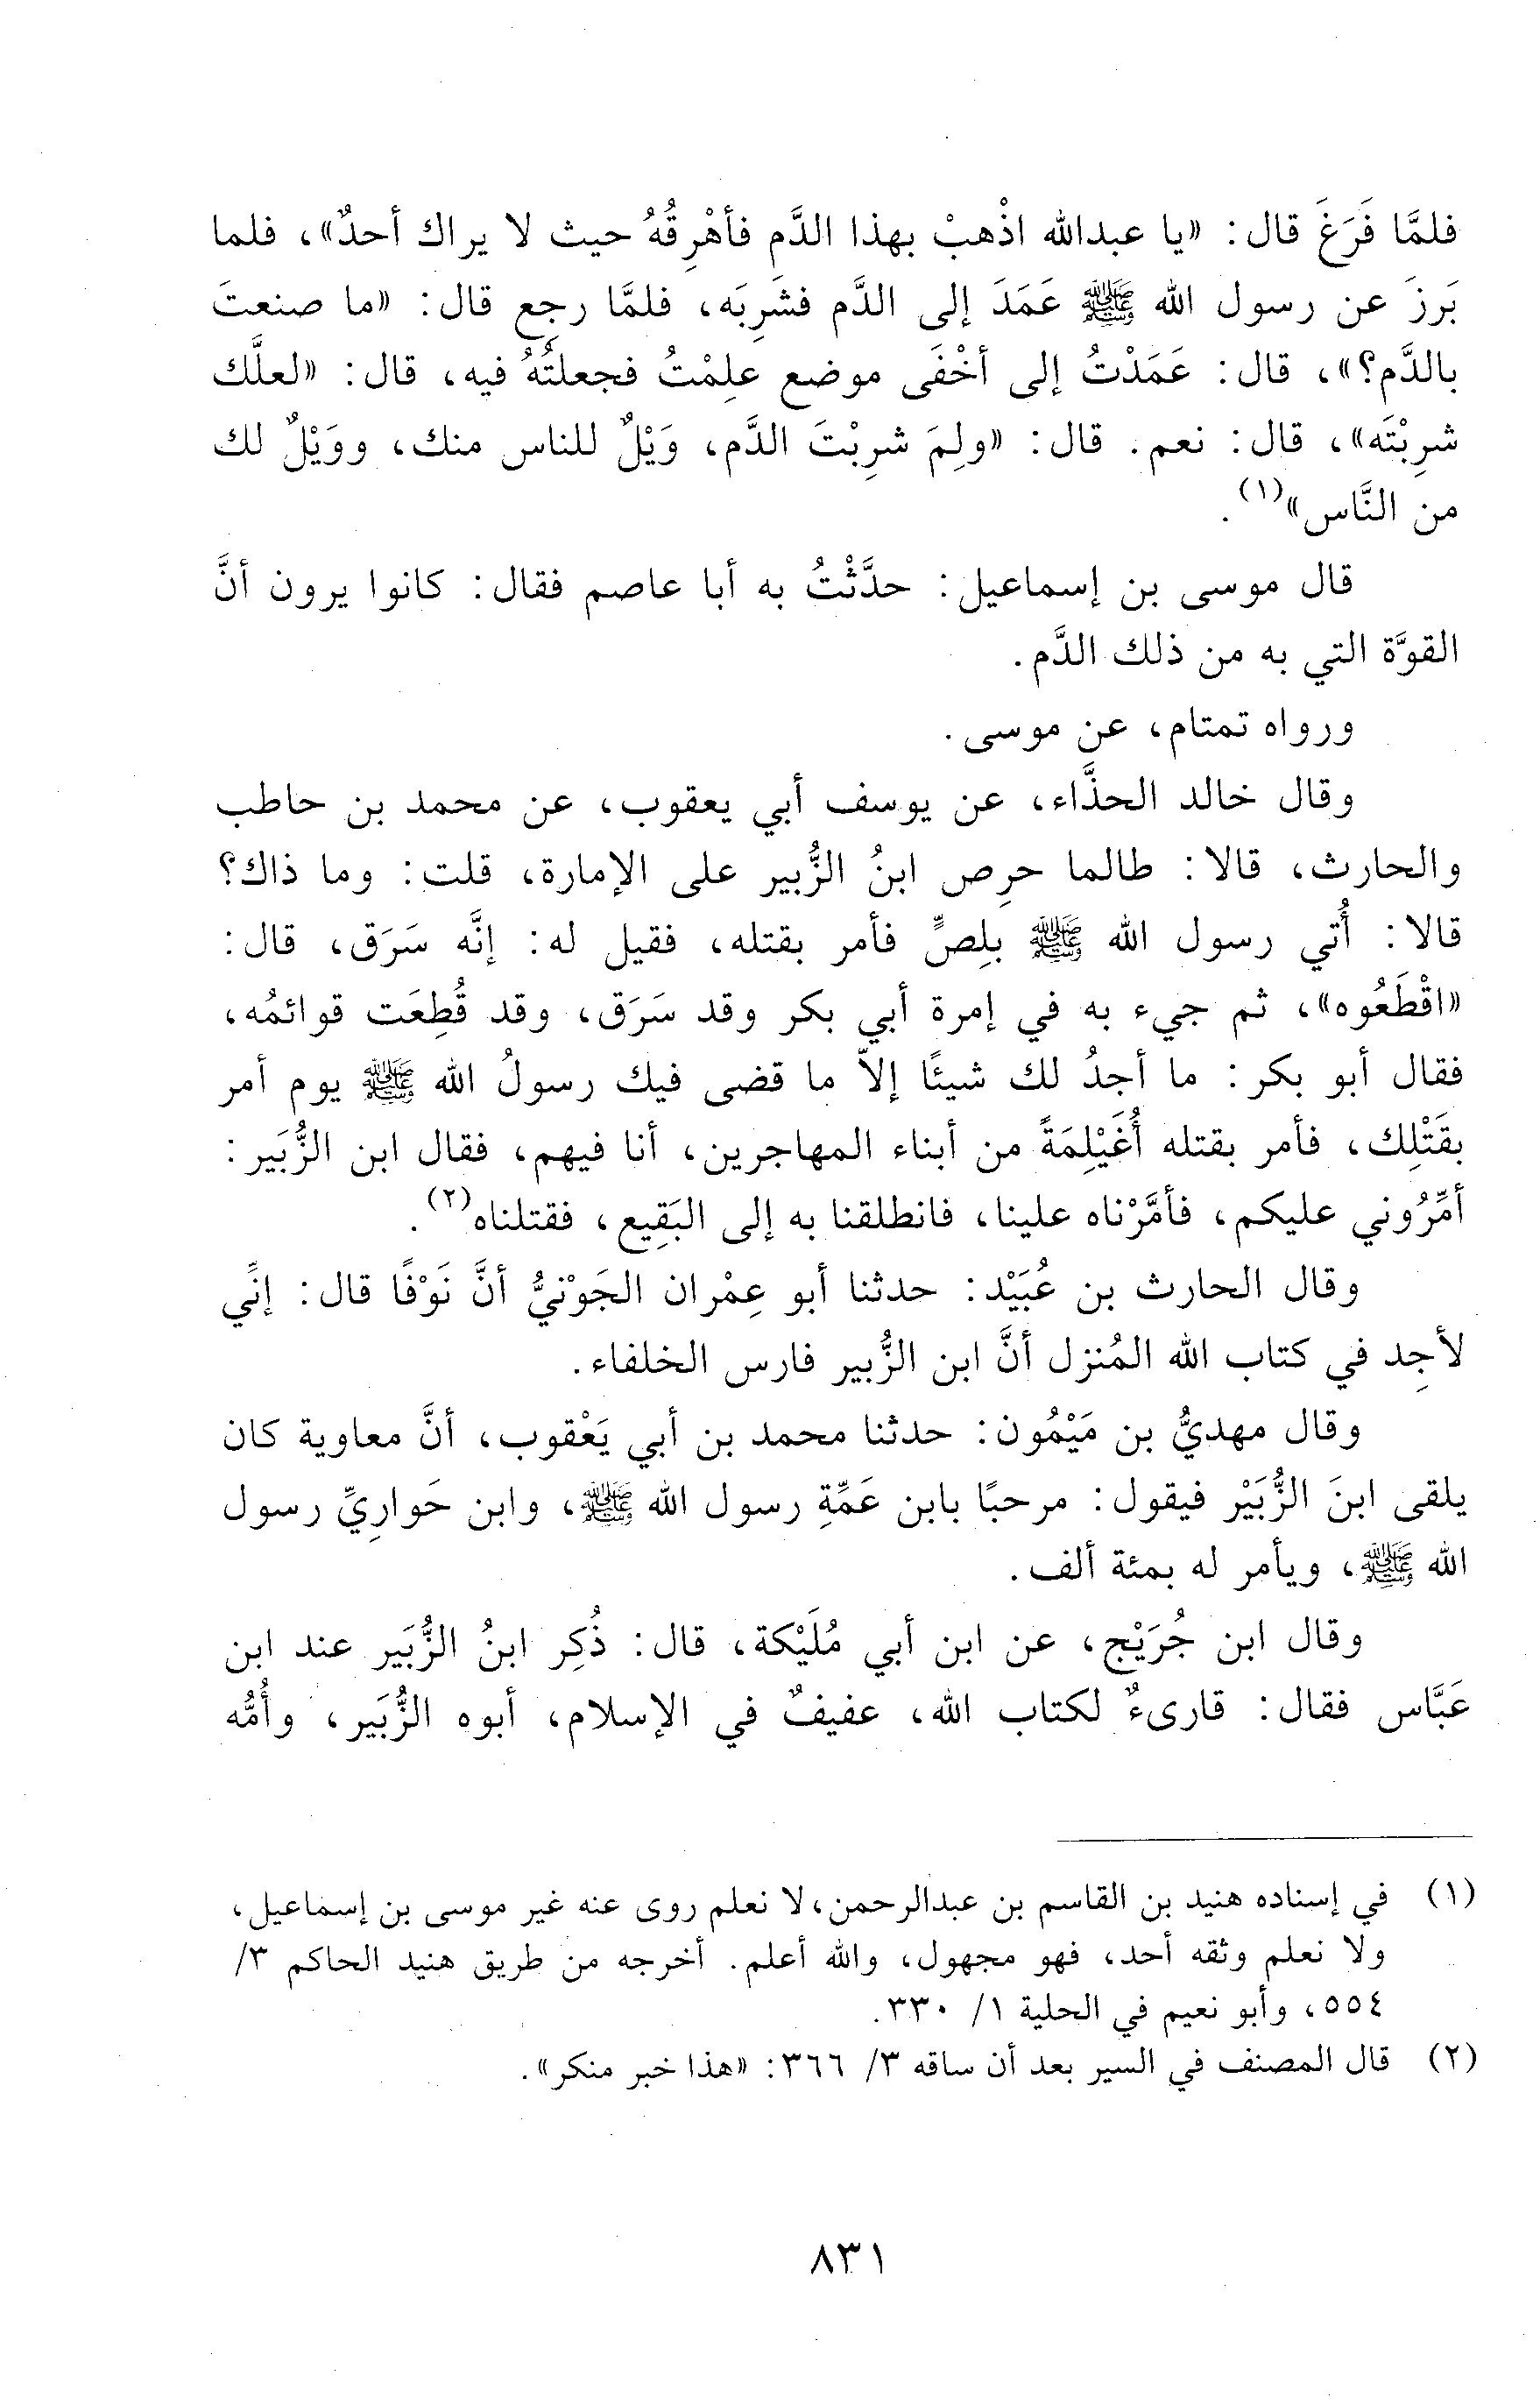 فلمَّا فَرَغَ قال: «يا عبدالله اذْهبْ بهذا الدَّم فأهْرِقُهُ حيث لا يراك أحدٌ»، فلما
بَرزَ عن رسول الله ﷺ عَمَدَ إلى الدَّم فشَرِبَه، فلمَّا رجع قال: «ما صنعتَ
بالدَّم؟»، قال: عَمَدْتُ إلى أخْفَى موضع علِمْتُ فجعلتُهُ فيه، قال: «لعلَّك
شرِبْتَه»، قال: نعم. قال: «ولِمَ شرِبْتَ الدَّم، وَيْلٌ للناس منك، ووَيْلٌ لك
من النَّاس»(١).
قال موسى بن إسماعيل: حدَّثْتُ به أبا عاصم فقال: كانوا يرون أنَّ
القوَّة التي به من ذلك الدَّم.
ورواه تمتام، عن موسى.
وقال خالد الحذَّاء، عن يوسف أبي يعقوب، عن محمد بن حاطب
والحارث، قالا: طالما حرِص ابنُ الزُّبير على الإمارة، قلت: وما ذاك؟
قالا: أُتي رسول الله ﷺ بلِصٍّ فأمر بقتله، فقيل له: إنَّه سَرَق، قال:
«اقْطَعُوه»، ثم جيء به في إمرة أبي بكر وقد سَرَق، وقد قُطِعَت قوائمُه،
فقال أبو بكر: ما أجدُ لك شيئًا إلاّ ما قضى فيك رسولُ الله ﷺ يوم أمر
بقَتْلِك، فأمر بقتله أُغَيْلِمَةً من أبناء المهاجرين، أنا فيهم، فقال ابن الزُّبَير:
أمِّرُوني عليكم، فأمَّرْناه علينا، فانطلقنا به إلى البَقِيع، فقتلناه(٢).
وقال الحارث بن عُبَيْد: حدثنا أبو عِمْران الجَوْنيُّ أنَّ نَوْفًا قال: إنِّي
لأجِد في كتاب الله المُنزل أنَّ ابن الزُّبير فارس الخلفاء.
وقال مهديُّ بن مَيْمُون: حدثنا محمد بن أبي يَعْقوب، أنَّ معاوية كان
يلقى ابنَ الزُّبَيْر فيقول: مرحبًا بابن عَمِّةِ رسول الله ﷺ، وابن حَوارِيِّ رسول
الله ﷺ، ويأمر له بمئة ألف.
وقال ابن جُرَيْج، عن ابن أبي مُلَيْكة، قال: ذُكِر ابنُ الزُّبَير عند ابن
عَبَّاس فقال: قارىءٌ لكتاب الله، عفيفٌ في الإسلام، أبوه الزُّبَير، وأُمُّه
(١) في إسناده هنيد بن القاسم بن عبدالرحمن، لا نعلم روى عنه غير موسى بن إسماعيل،
ولا نعلم وثقه أحد، فهو مجهول، والله أعلم. أخرجه من طريق هنيد الحاكم ٣/
٥٥٤، وأبو نعيم في الحلية ١/ ٣٣٠.
(٢) قال المصنف في السير بعد أن ساقه ٣/ ٣٦٦: «هذا خبر منكر».
٨٣١